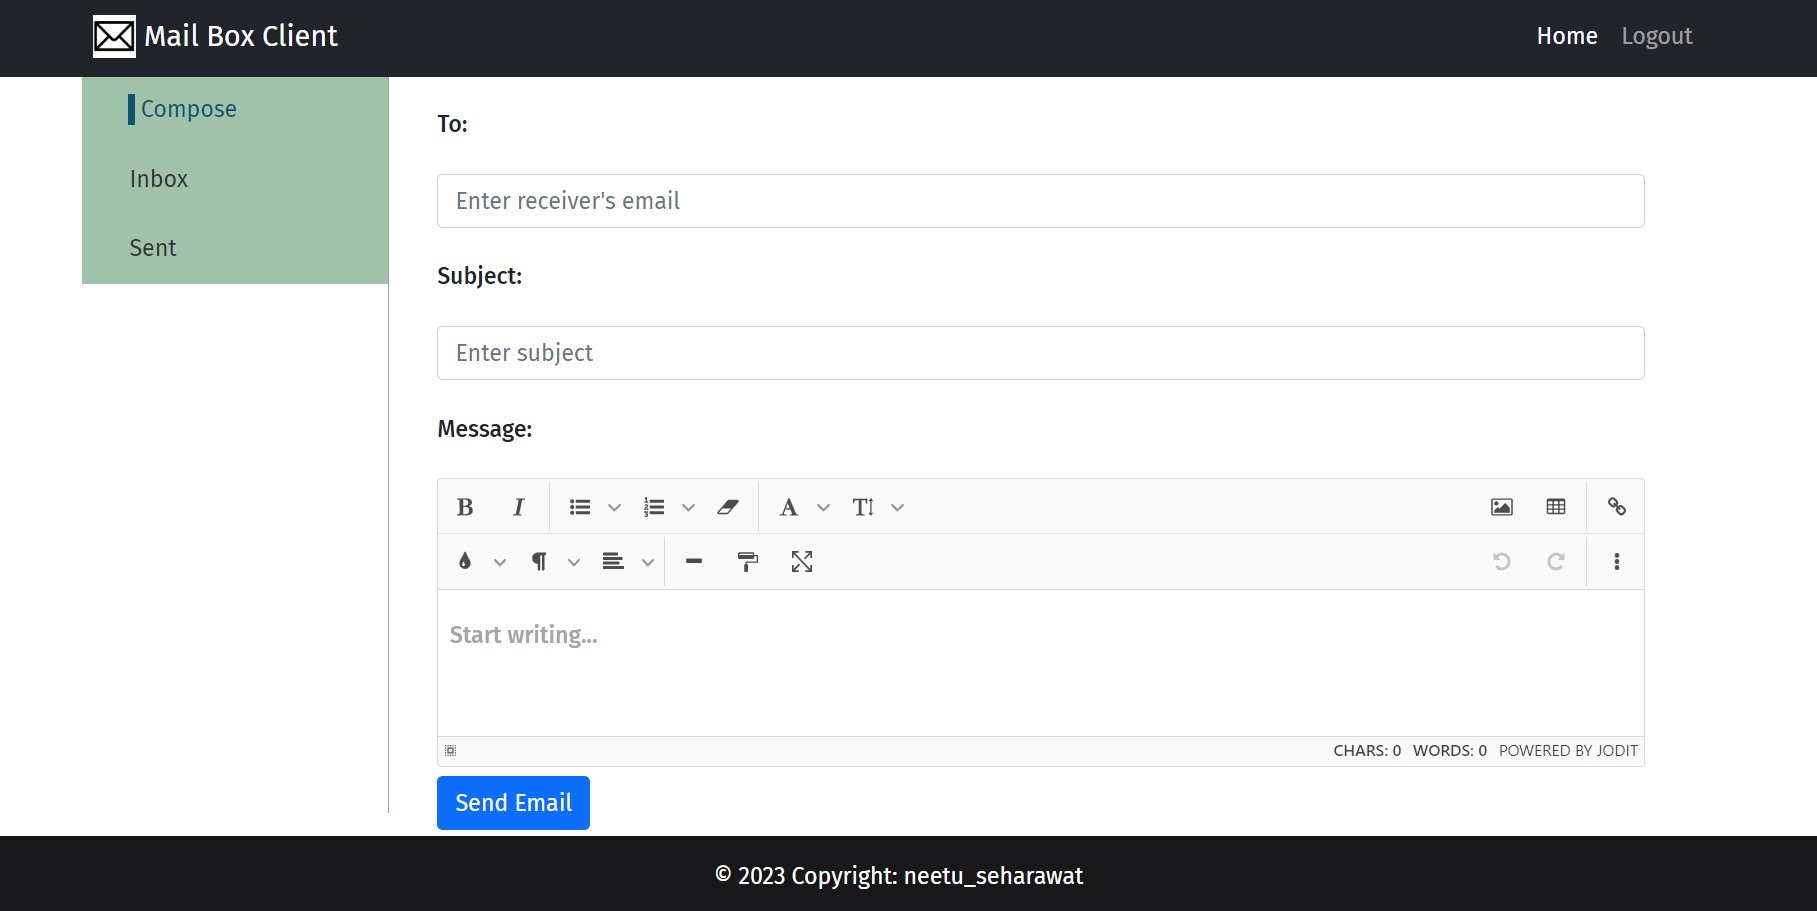 Mail Box Client
Home Logout
Compose
Inbox
Sent
To:
Enter receiver's email
Subject:
Enter subject
Message:
Start writing...
CHARS: 0 WORDS: 0 POWERED BY JODIT
Send Email
© 2023 Copyright: neetu_seharawat